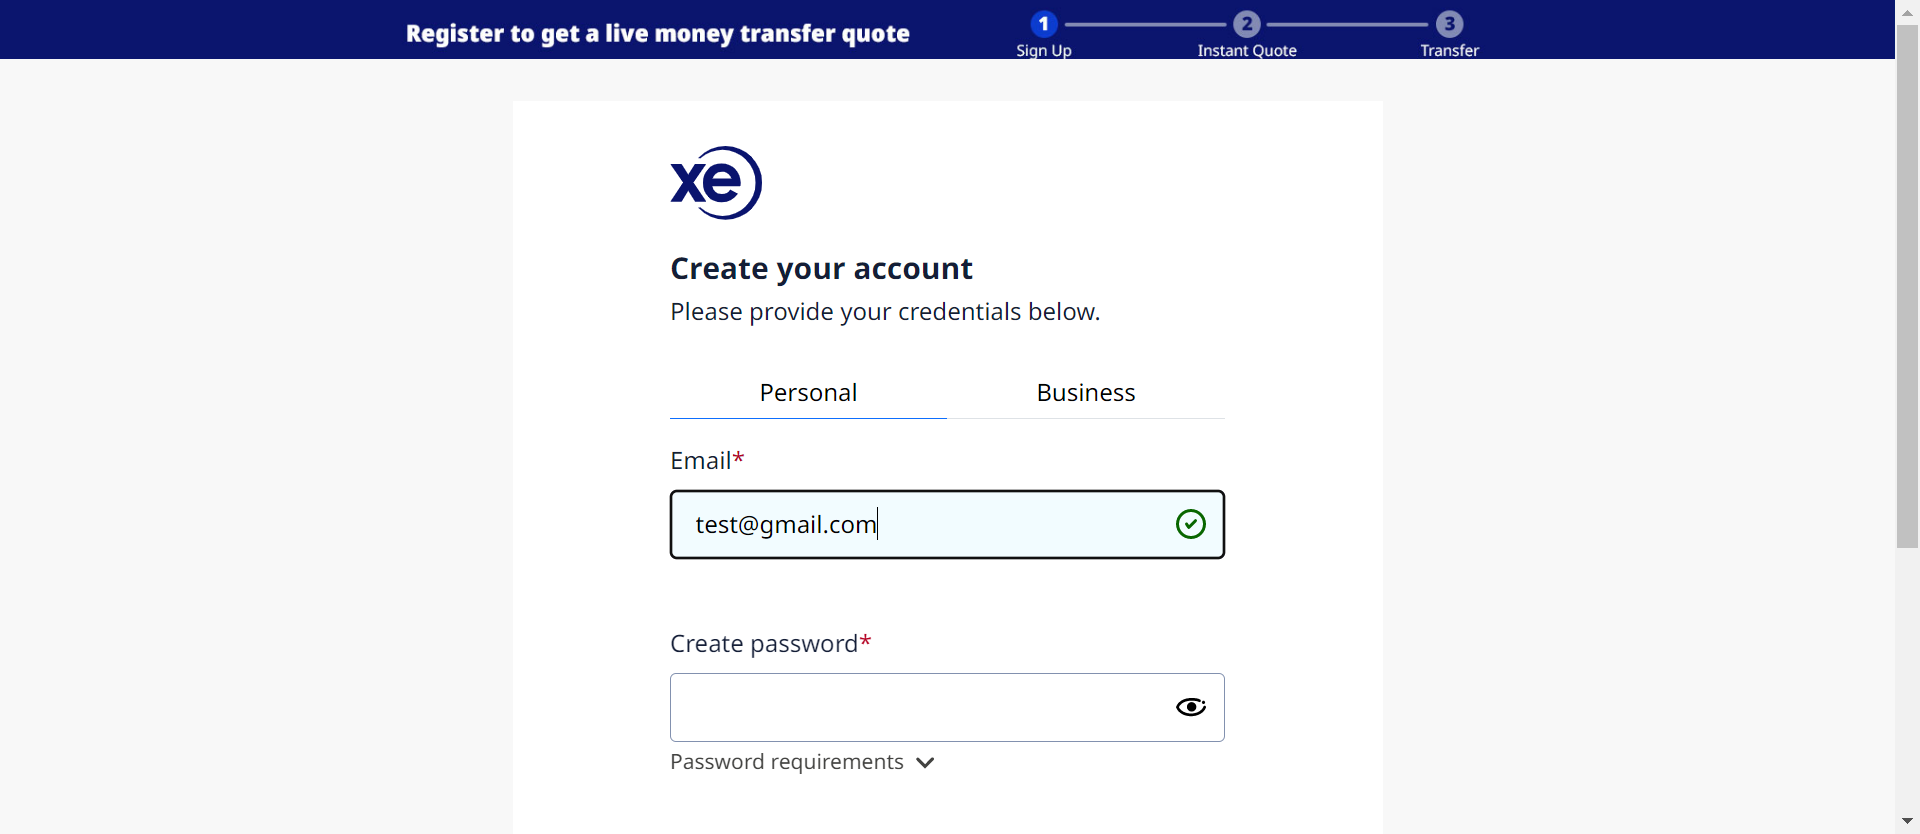 Register to get a live money transfer quote
1 2 3
Sign Up Instant Quote Transfer
xe
Create your account
Please provide your credentials below.
Personal Business
Email*
test@gmail.com
Create password*
Password requirements